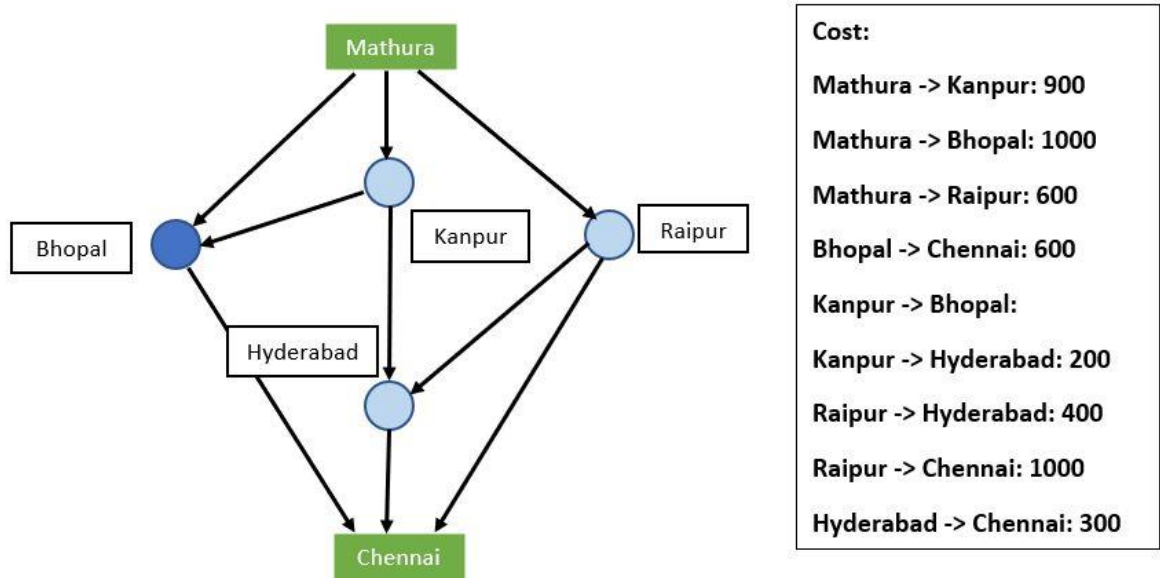 Mathura
Kanpur
Raipur
Bhopal
Hyderabad
Chennai
Cost:
Mathura -> Kanpur: 900
Mathura -> Bhopal: 1000
Mathura -> Raipur: 600
Bhopal -> Chennai: 600
Kanpur -> Bhopal:
Kanpur -> Hyderabad: 200
Raipur -> Hyderabad: 400
Raipur -> Chennai: 1000
Hyderabad -> Chennai: 300